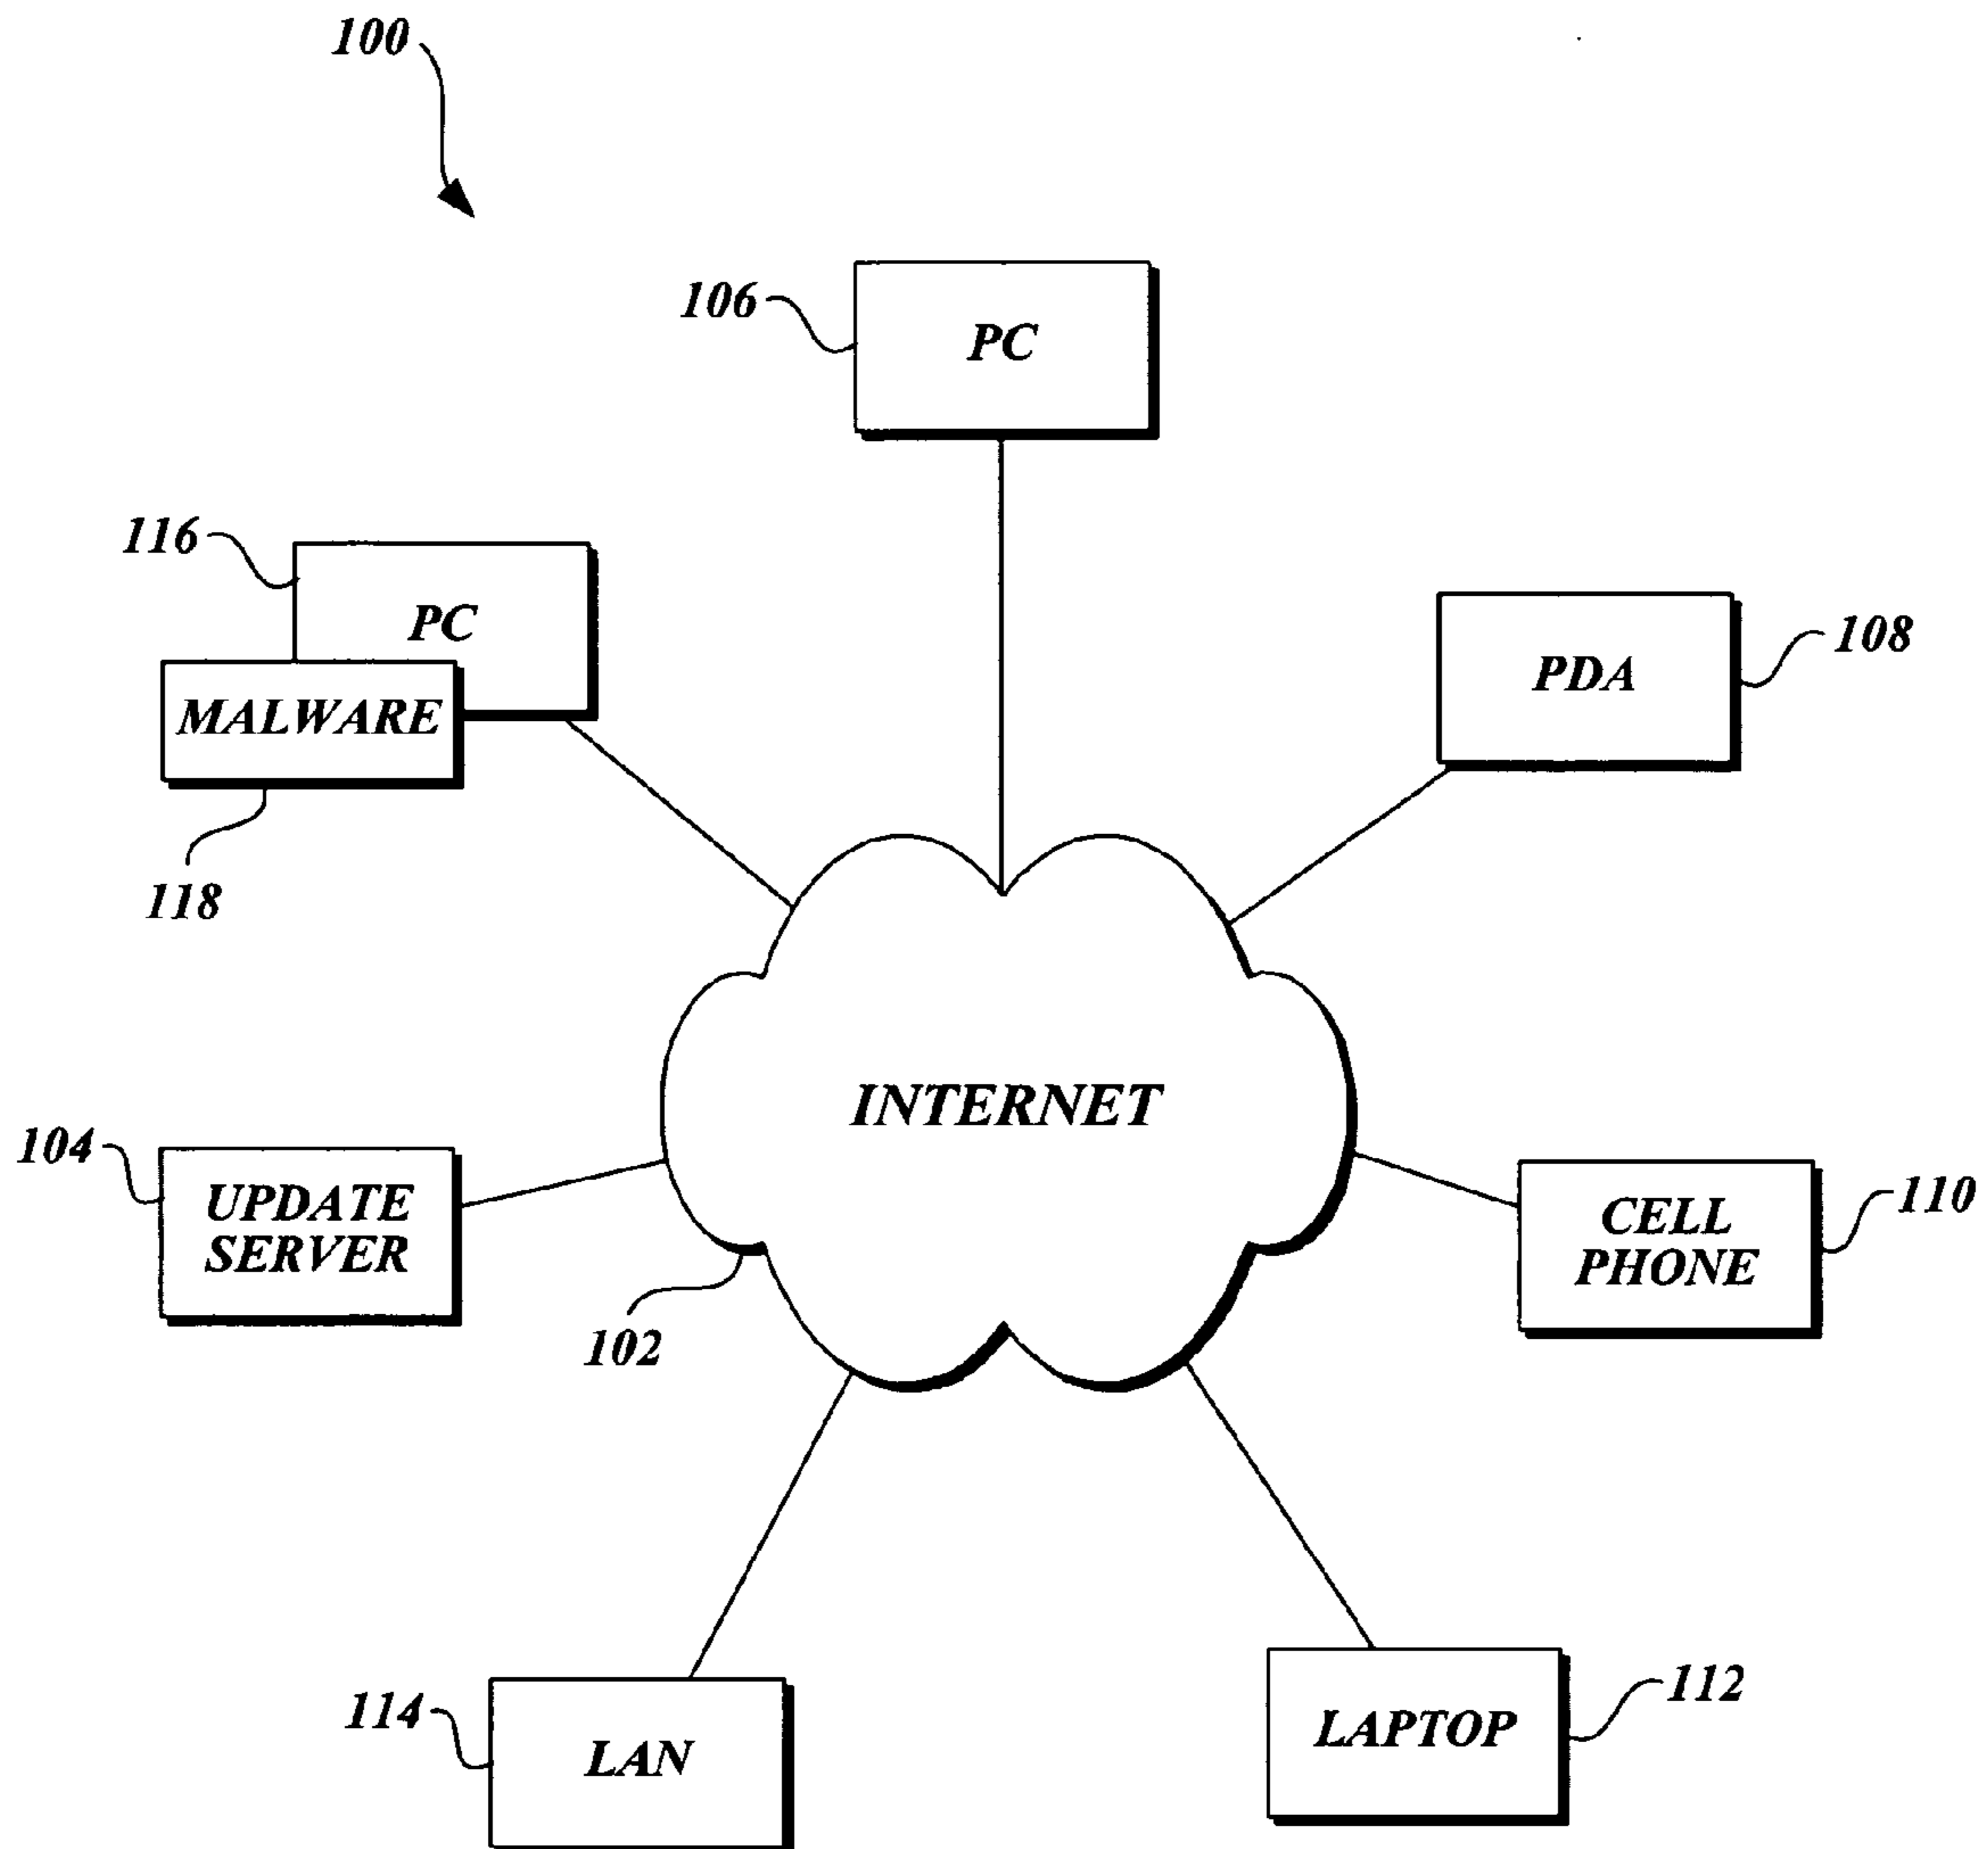 100
106
PC
116
PC
108
PDA
MALWARE
118
INTERNET
104
UPDATE
SERVER
110
CELL
PHONE
102
112
LAPTOP
114
LAN